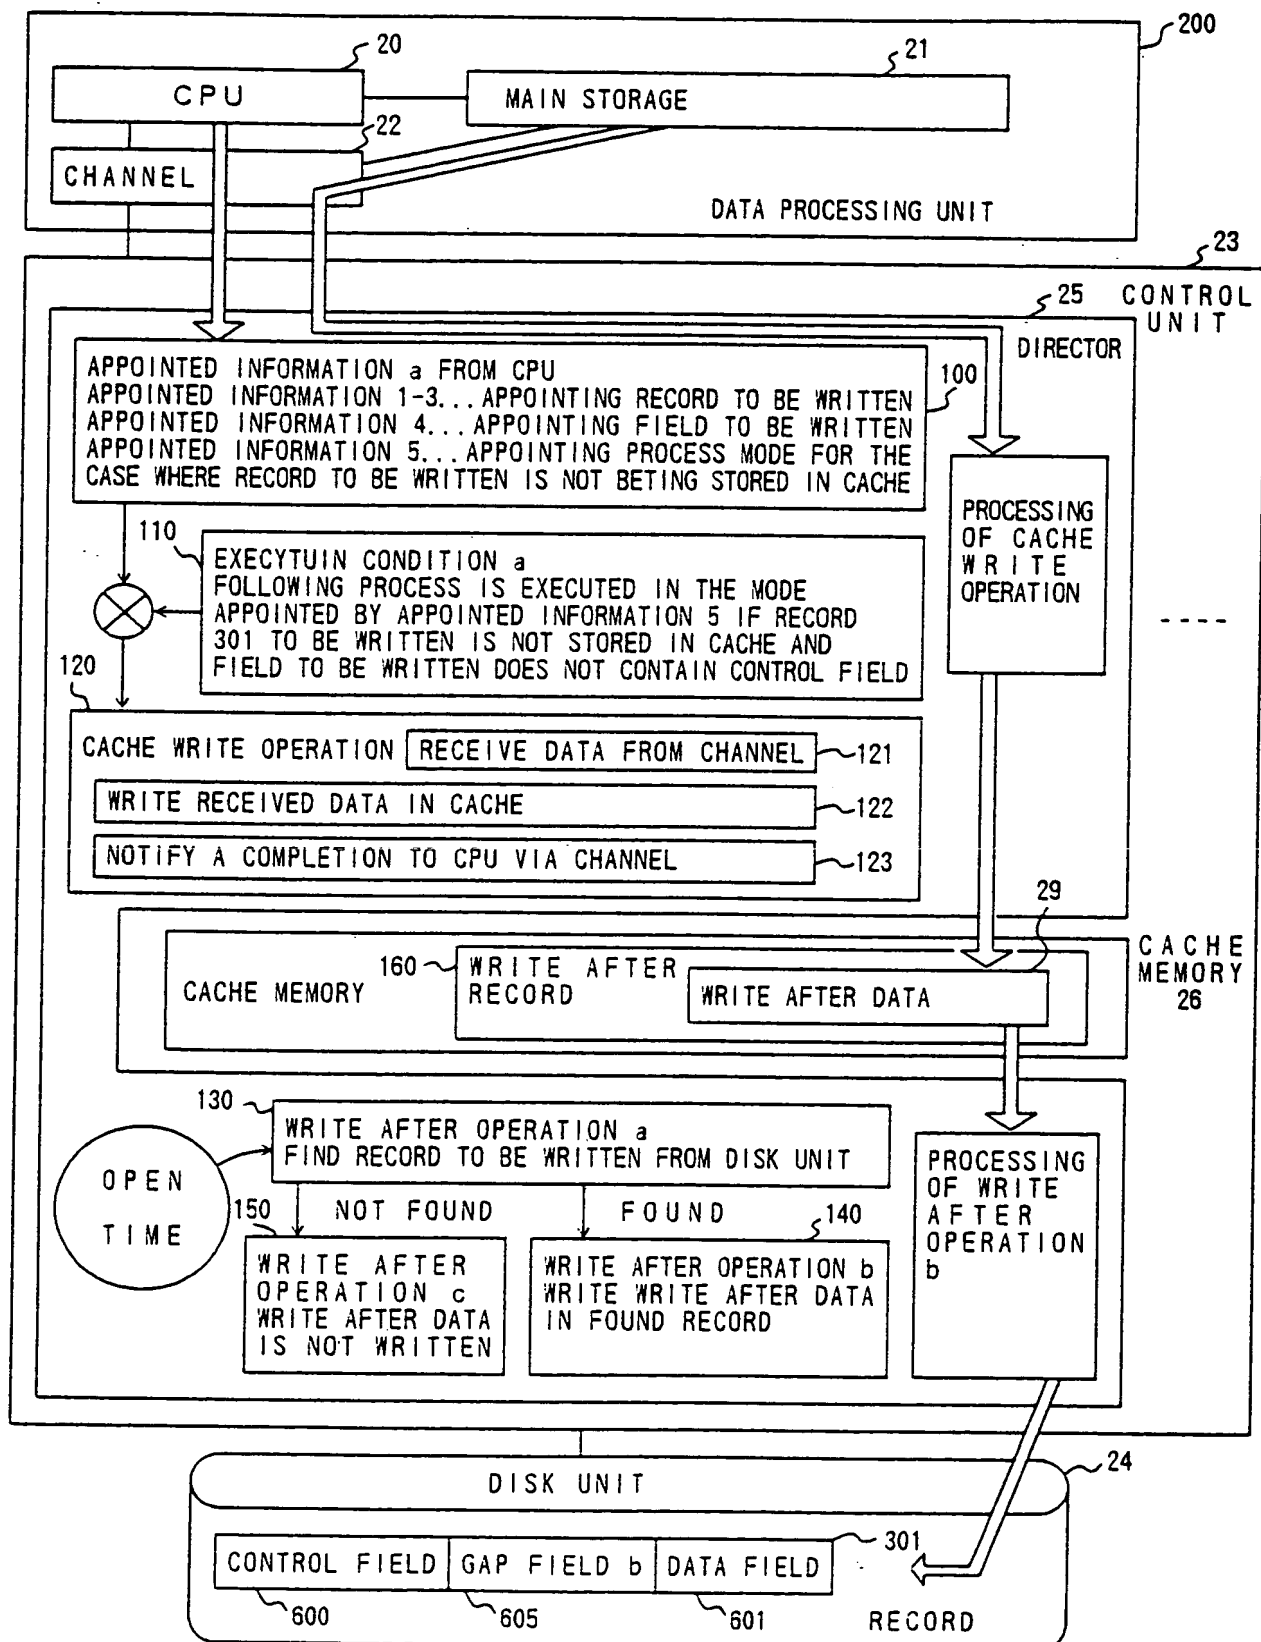 200
20
21
CPU
MAIN STORAGE
22
CHANNEL
DATA PROCESSING UNIT
23
25
CONTROL
UNIT
DIRECTOR
APPOINTED INFORMATION a FROM CPU
APPOINTED INFORMATION 1-3... APPOINTING RECORD TO BE WRITTEN
APPOINTED INFORMATION 4... APPOINTING FIELD TO BE WRITTEN
APPOINTED INFORMATION 5... APPOINTING PROCESS MODE FOR THE
CASE WHERE RECORD TO BE WRITTEN IS NOT BETING STORED IN CACHE
100
PROCESSING
OF CACHE
WRITE
OPERATION
110
EXECYTUIN CONDITION a
FOLLOWING PROCESS IS EXECUTED IN THE MODE
APPOINTED BY APPOINTED INFORMATION 5 IF RECORD
301 TO BE WRITTEN IS NOT STORED IN CACHE AND
FIELD TO BE WRITTEN DOES NOT CONTAIN CONTROL FIELD
----
120
CACHE WRITE OPERATION
RECEIVE DATA FROM CHANNEL
121
WRITE RECEIVED DATA IN CACHE
122
NOTIFY A COMPLETION TO CPU VIA CHANNEL
123
29
160
WRITE AFTER
RECORD
CACHE MEMORY
WRITE AFTER DATA
CACHE
MEMORY
26
130
WRITE AFTER OPERATION a
FIND RECORD TO BE WRITTEN FROM DISK UNIT
OPEN
TIME
NOT FOUND
FOUND
150
WRITE AFTER
OPERATION c
WRITE AFTER DATA
IS NOT WRITTEN
140
WRITE AFTER OPERATION b
WRITE WRITE AFTER DATA
IN FOUND RECORD
PROCESSING
OF WRITE
AFTER
OPERATION
b
24
DISK UNIT
301
CONTROL FIELD
GAP FIELD b
DATA FIELD
600
605
601
RECORD